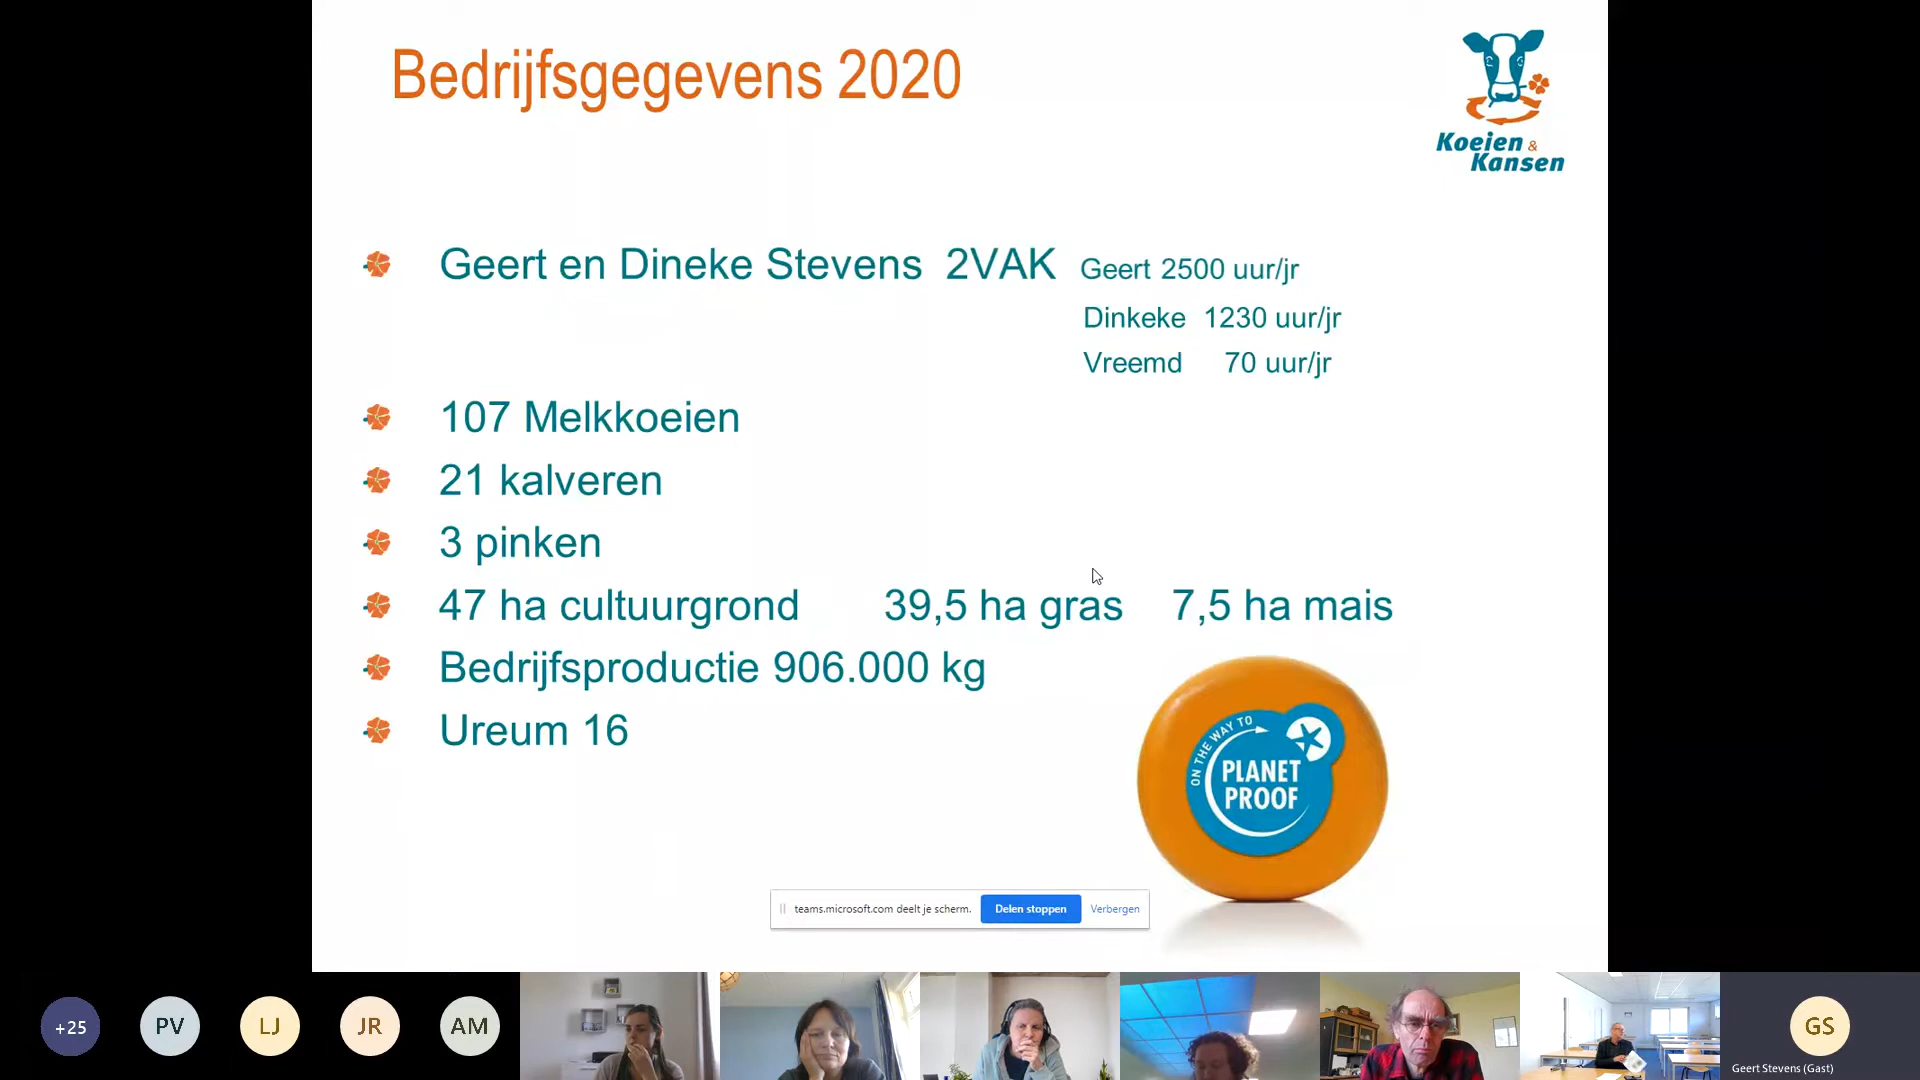 Bedrijfsgegevens 2020
Koeien &
Kansen
Geert en Dineke Stevens 2VAK Geert 2500 uur/jr
Dinkeke 1230 uur/jr
Vreemd 70 uur/jr
107 Melkkoeien
21 kalveren
3 pinken
47 ha cultuurgrond 39,5 ha gras 7,5 ha mais
Bedrijfsproductie 906.000 kg
Ureum 16
ON THE WAY TO
PLANET
PROOF
teams.microsoft.com deelt je scherm. Delen stoppen Verbergen
+25 PV LJ JR AM GS
Geert Stevens (Gast)